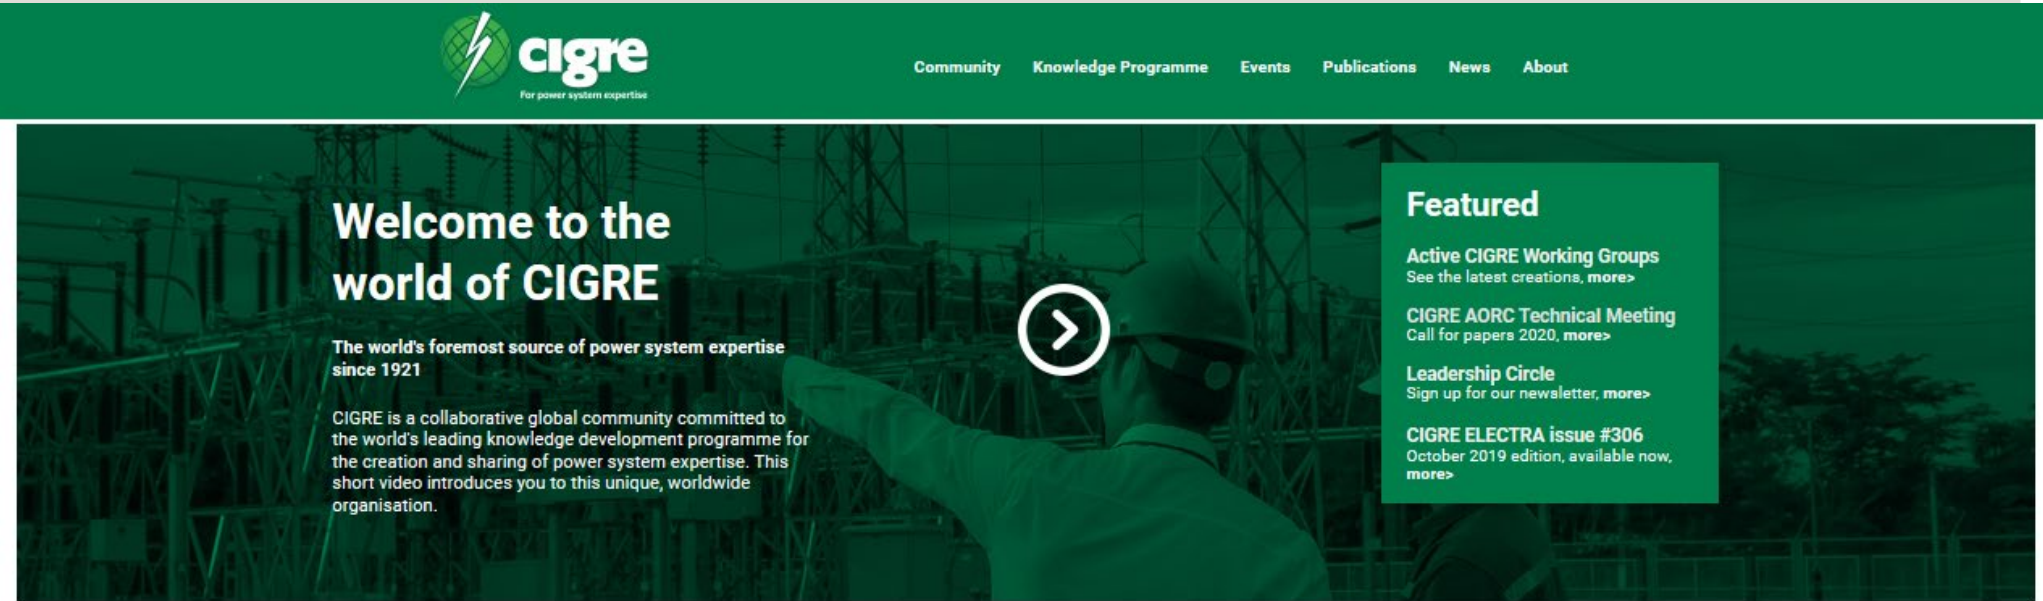 cigre
For power system expertise
Community Knowledge Programme Events Publications News About
Welcome to the
world of CIGRE
The world's foremost source of power system expertise
since 1921
CIGRE is a collaborative global community committed to
the world's leading knowledge development programme for
the creation and sharing of power system expertise. This
short video introduces you to this unique, worldwide
organisation.
Featured
Active CIGRE Working Groups
See the latest creations, more>
CIGRE AORC Technical Meeting
Call for papers 2020, more>
Leadership Circle
Sign up for our newsletter, more>
CIGRE ELECTRA issue #306
October 2019 edition, available now,
more>